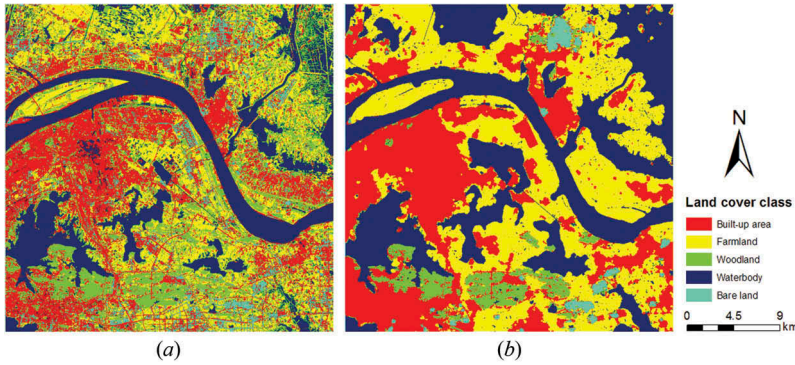 N
Land cover class
Built-up area
Farmland
Woodland
Waterbody
Bare land
0 4.5 9
km
(a) (b)